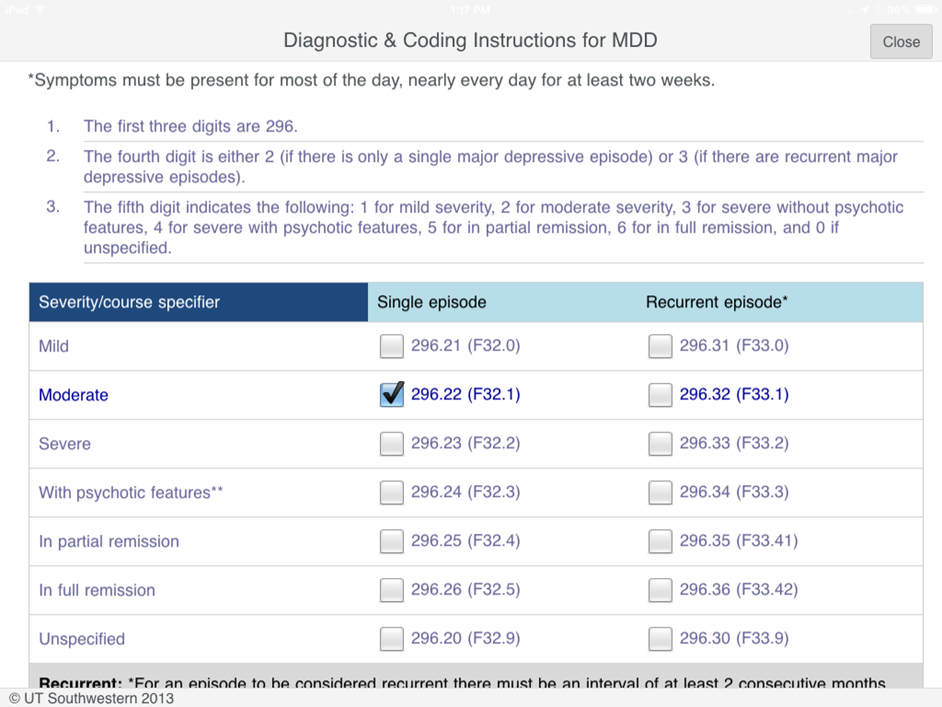 iPad 1:17 PM 96%
Diagnostic & Coding Instructions for MDD
Close
*Symptoms must be present for most of the day, nearly every day for at least two weeks.
1. The first three digits are 296.
2. The fourth digit is either 2 (if there is only a single major depressive episode) or 3 (if there are recurrent major
depressive episodes).
3. The fifth digit indicates the following: 1 for mild severity, 2 for moderate severity, 3 for severe without psychotic
features, 4 for severe with psychotic features, 5 for in partial remission, 6 for in full remission, and 0 if
unspecified.
Severity/course specifier Single episode Recurrent episode*
Mild 296.21 (F32.0) 296.31 (F33.0)
Moderate 296.22 (F32.1) 296.32 (F33.1)
Severe 296.23 (F32.2) 296.33 (F33.2)
With psychotic features** 296.24 (F32.3) 296.34 (F33.3)
In partial remission 296.25 (F32.4) 296.35 (F33.41)
In full remission 296.26 (F32.5) 296.36 (F33.42)
Unspecified 296.20 (F32.9) 296.30 (F33.9)
Recurrent: *For an episode to be considered recurrent there must be an interval of at least 2 consecutive months
© UT Southwestern 2013